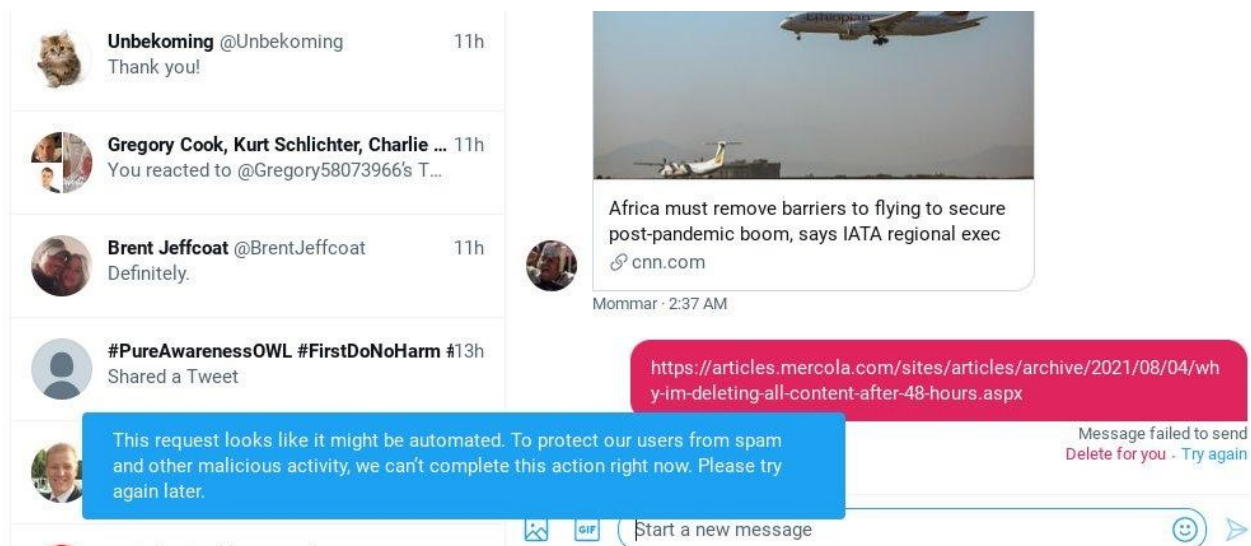 Unbekoming @Unbekoming 11h
Thank you!
Gregory Cook, Kurt Schlichter, Charlie ... 11h
You reacted to @Gregory58073966's T...
Brent Jeffcoat @BrentJeffcoat 11h
Definitely.
#PureAwarenessOWL #FirstDoNoHarm #13h
Shared a Tweet
This request looks like it might be automated. To protect our users from spam
and other malicious activity, we can't complete this action right now. Please try
again later.
Ethiopian
Africa must remove barriers to flying to secure
post-pandemic boom, says IATA regional exec
cnn.com
Mommar · 2:37 AM
https://articles.mercola.com/sites/articles/archive/2021/08/04/wh
y-im-deleting-all-content-after-48-hours.aspx
Message failed to send
Delete for you - Try again
GIF
Start a new message